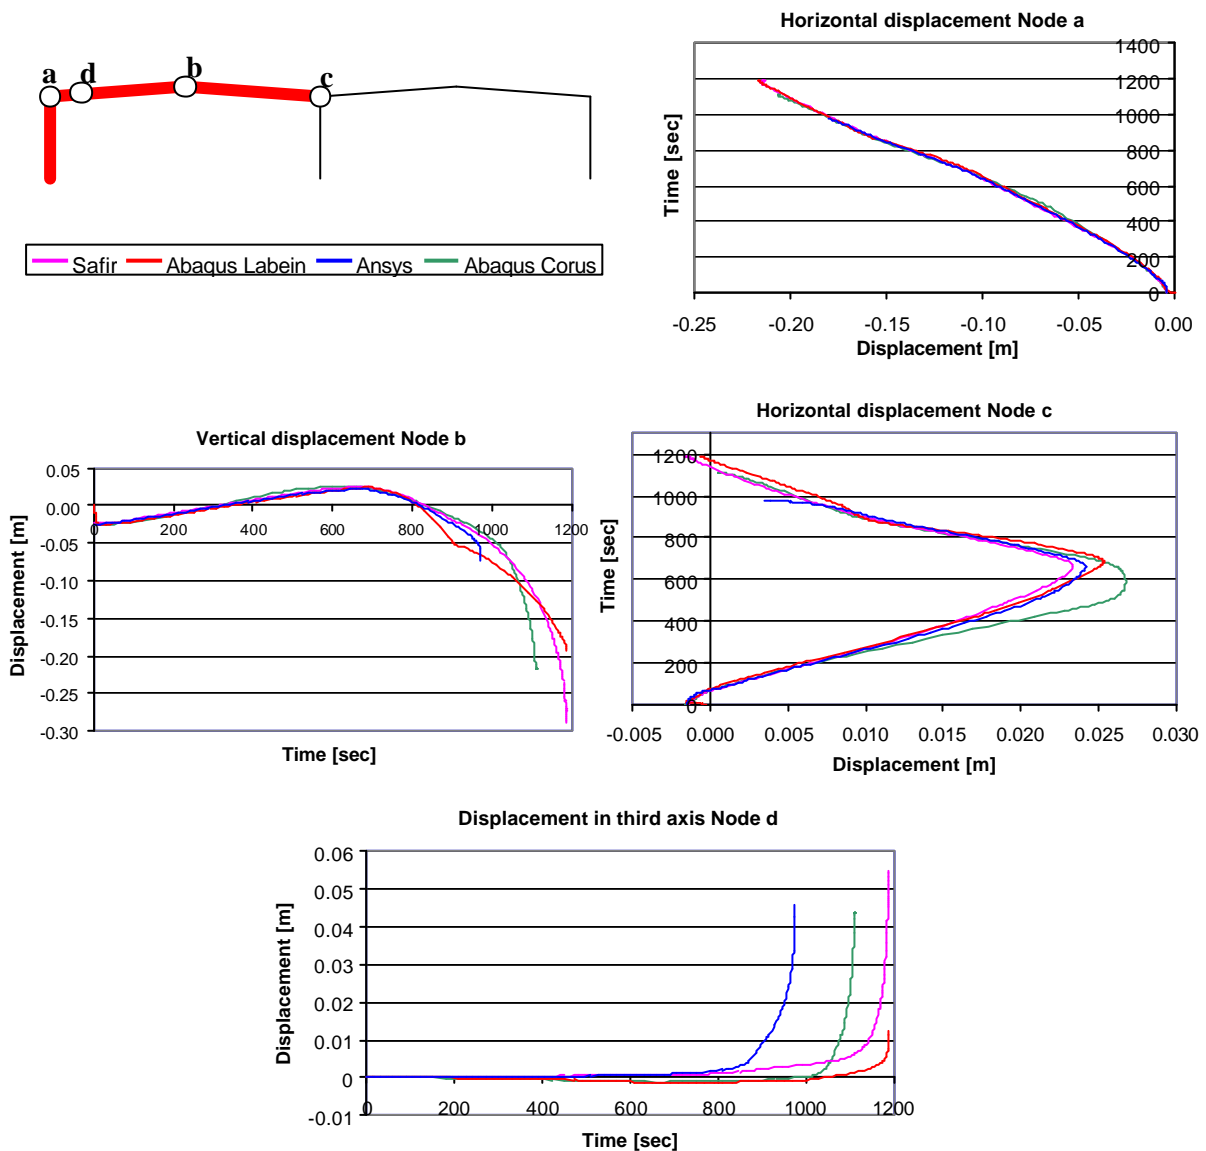 a d b c
Safir Abaqus Labein Ansys Abaqus Corus
Horizontal displacement Node a
1400
1200
1000
800
600
400
200
0
Time [sec]
-0.25 -0.20 -0.15 -0.10 -0.05 0.00
Displacement [m]
Vertical displacement Node b
0.05
0.00
-0.05
-0.10
-0.15
-0.20
-0.25
-0.30
0 200 400 600 800 1000 1200
Displacement [m]
Time [sec]
Horizontal displacement Node c
1200
1000
800
600
400
200
0
Time [sec]
-0.005 0.000 0.005 0.010 0.015 0.020 0.025 0.030
Displacement [m]
Displacement in third axis Node d
0.06
0.05
0.04
0.03
0.02
0.01
0
-0.01
0 200 400 600 800 1000 1200
Displacement [m]
Time [sec]